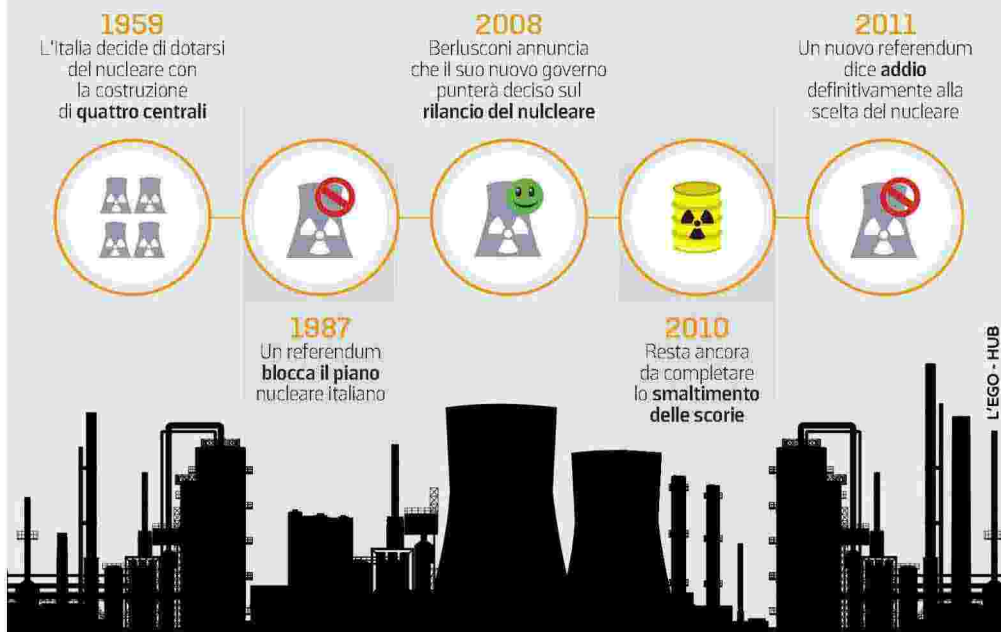 1959
L'Italia decide di dotarsi
del nucleare con
la costruzione
di quattro centrali
1987
Un referendum
blocca il piano
nucleare italiano
2008
Berlusconi annuncia
che il suo nuovo governo
punterà deciso sul
rilancio del nulcleare
2010
Resta ancora
da completare
lo smaltimento
delle scorie
2011
Un nuovo referendum
dice addio
definitivamente alla
scelta del nucleare
L'EGO - HUB